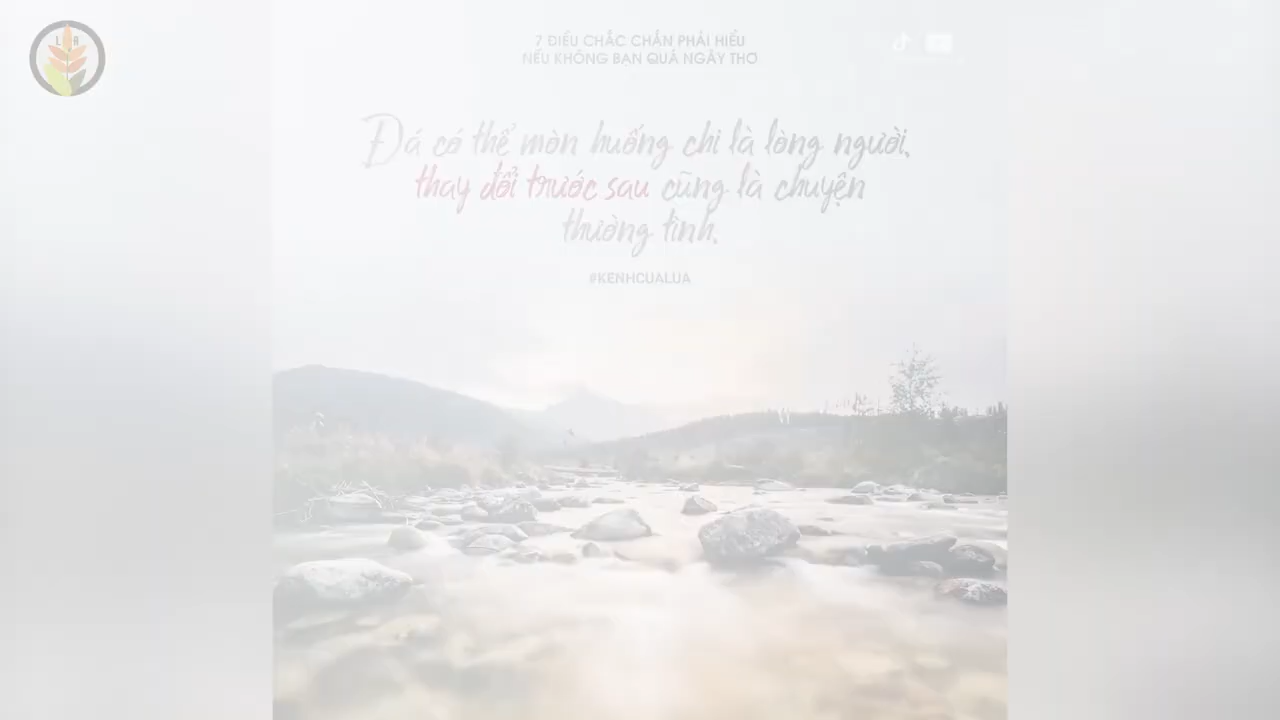 L A
7 ĐIỀU CHẮC CHẮN PHẢI HIỂU
NẾU KHÔNG BẠN QUÁ NGÂY THƠ
Đá có thể mòn huống chi là lòng người,
thay đổi trước sau cũng là chuyện
thường tình.
#KENHCUALUA